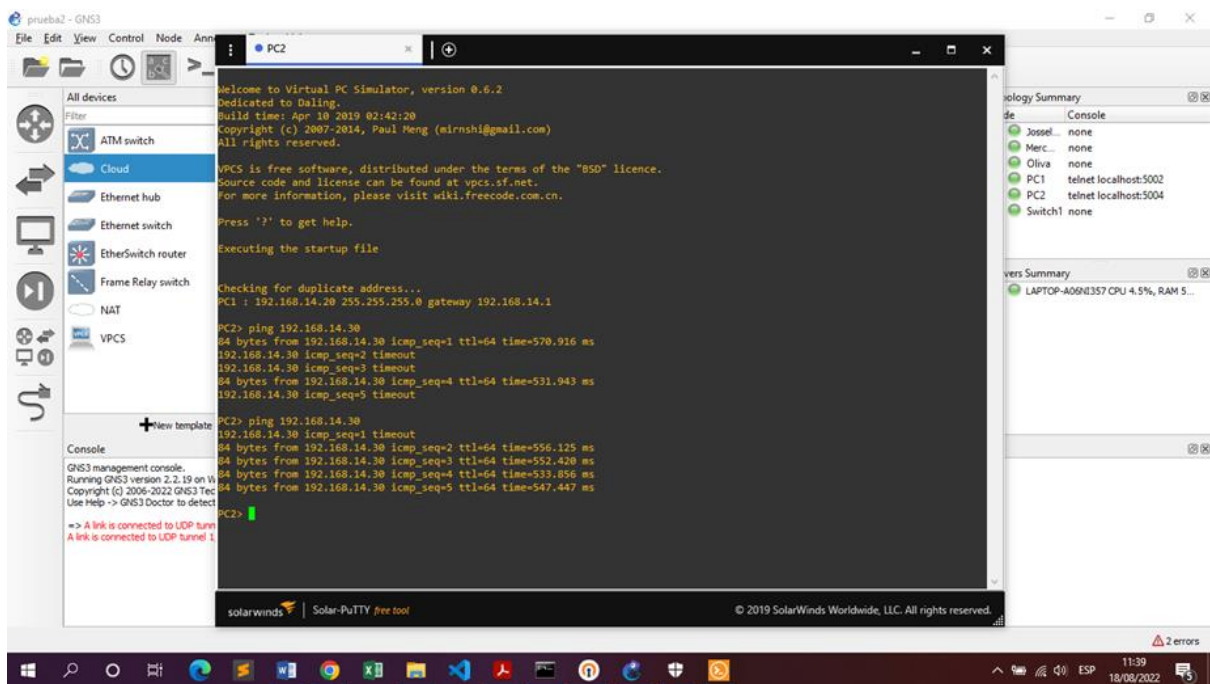 prueba2 - GNS3
File Edit View Control Node Ann
All devices
Filter
ATM switch
Cloud
Ethernet hub
Ethernet switch
EtherSwitch router
Frame Relay switch
NAT
VPCS
New template
Console
GNS3 management console.
Running GNS3 version 2.2.19 on W
Copyright (c) 2006-2022 GNS3 Tec
Use Help -> GNS3 Doctor to detect
=> A link is connected to UDP tunn
A link is connected to UDP tunnel 1,
PC2
Welcome to Virtual PC Simulator, version 0.6.2
Dedicated to Daling.
Build time: Apr 10 2019 02:42:20
Copyright (c) 2007-2014, Paul Meng (mirnshi@gmail.com)
All rights reserved.
VPCS is free software, distributed under the terms of the "BSD" licence.
Source code and license can be found at vpcs.sf.net.
For more information, please visit wiki.freecode.com.cn.
Press '?' to get help.
Executing the startup file
Checking for duplicate address...
PC1 : 192.168.14.20 255.255.255.0 gateway 192.168.14.1
PC2> ping 192.168.14.30
84 bytes from 192.168.14.30 icmp_seq=1 ttl=64 time=570.916 ms
192.168.14.30 icmp_seq=2 timeout
192.168.14.30 icmp_seq=3 timeout
84 bytes from 192.168.14.30 icmp_seq=4 ttl=64 time=531.943 ms
192.168.14.30 icmp_seq=5 timeout
PC2> ping 192.168.14.30
192.168.14.30 icmp_seq=1 timeout
84 bytes from 192.168.14.30 icmp_seq=2 ttl=64 time=556.125 ms
84 bytes from 192.168.14.30 icmp_seq=3 ttl=64 time=552.420 ms
84 bytes from 192.168.14.30 icmp_seq=4 ttl=64 time=533.856 ms
84 bytes from 192.168.14.30 icmp_seq=5 ttl=64 time=547.447 ms
PC2>
solarwinds | Solar-PuTTY free tool
© 2019 SolarWinds Worldwide, LLC. All rights reserved.
ology Summary
de Console
Jossel... none
Merc... none
Oliva none
PC1 telnet localhost:5002
PC2 telnet localhost:5004
Switch1 none
vers Summary
LAPTOP-A06NI357 CPU 4.5%, RAM 5...
2 errors
ESP
11:39
18/08/2022